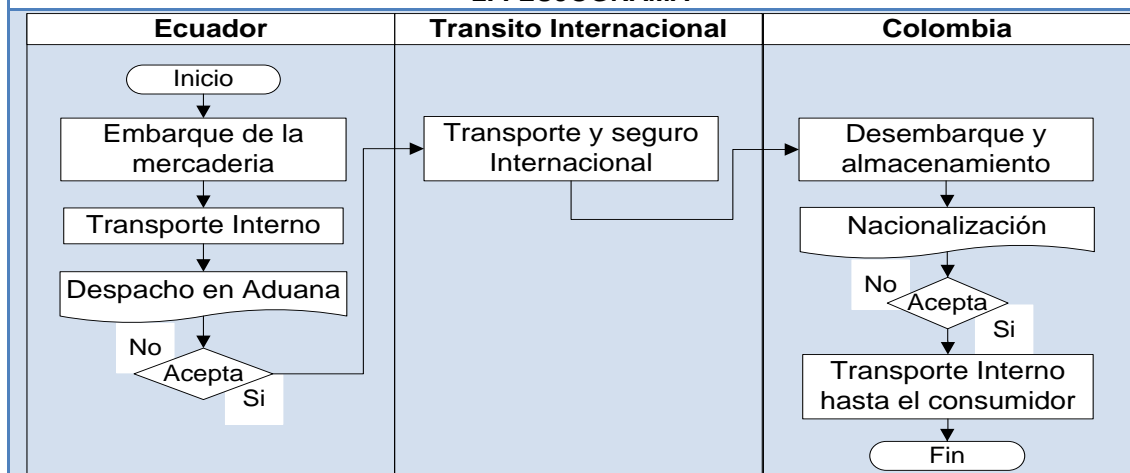 Ecuador
Transito Internacional
Colombia
Inicio
Embarque de la
mercaderia
Transporte Interno
Despacho en Aduana
No
Acepta
Si
Transporte y seguro
Internacional
Desembarque y
almacenamiento
Nacionalización
No
Acepta
Si
Transporte Interno
hasta el consumidor
Fin